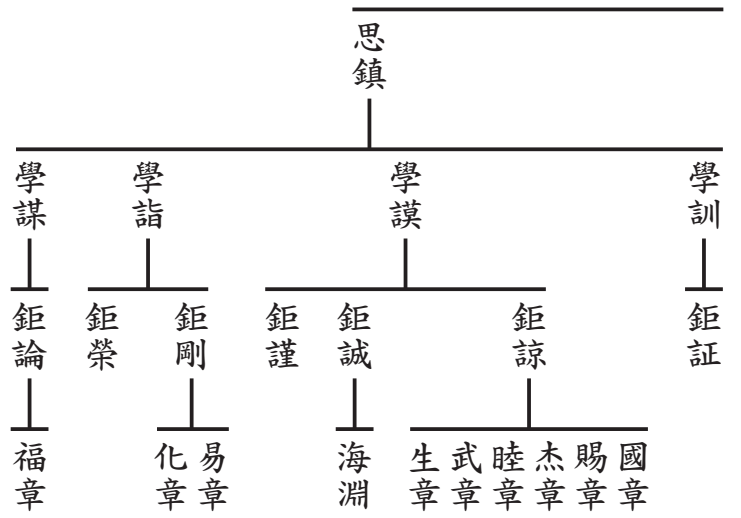 思鎮
學訓
學謨
學詣
學謀
鉅証
鉅諒
鉅誠
鉅謹
鉅剛
鉅榮
鉅論
國章
賜章
杰章
睦章
武章
生章
海淵
易章
化章
福章